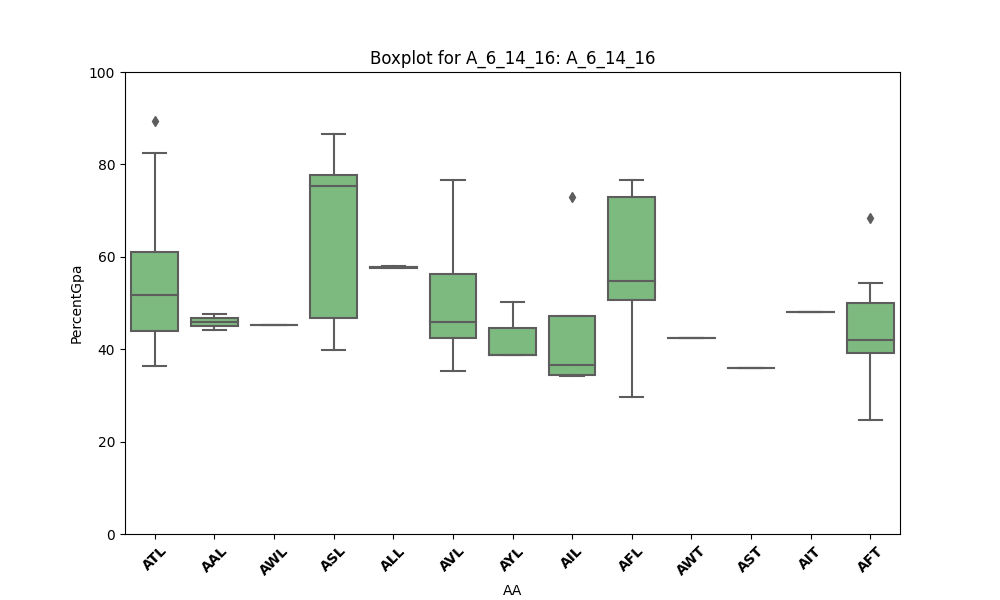 Boxplot for A_6_14_16: A_6_14_16
100
80
60
40
20
0
PercentGpa
ATL
AAL
AWL
ASL
ALL
AVL
AYL
AIL
AFL
AWT
AST
AIT
AFT
AA